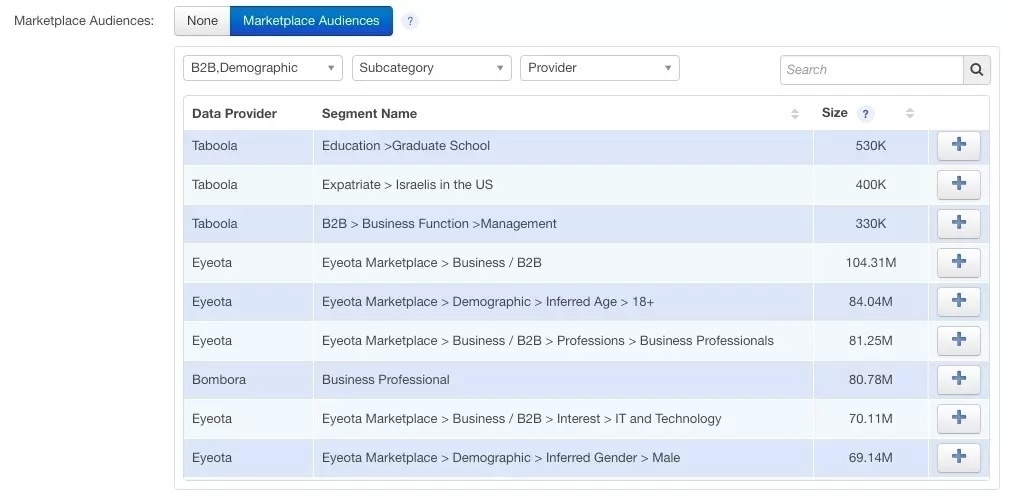 Marketplace Audiences: None Marketplace Audiences ?
B2B,Demographic Subcategory Provider Search
Data Provider Segment Name Size ?
Taboola Education >Graduate School 530K
Taboola Expatriate > Israelis in the US 400K
Taboola B2B > Business Function >Management 330K
Eyeota Eyeota Marketplace > Business / B2B 104.31M
Eyeota Eyeota Marketplace > Demographic > Inferred Age > 18+ 84.04M
Eyeota Eyeota Marketplace > Business / B2B > Professions > Business Professionals 81.25M
Bombora Business Professional 80.78M
Eyeota Eyeota Marketplace > Business / B2B > Interest > IT and Technology 70.11M
Eyeota Eyeota Marketplace > Demographic > Inferred Gender > Male 69.14M